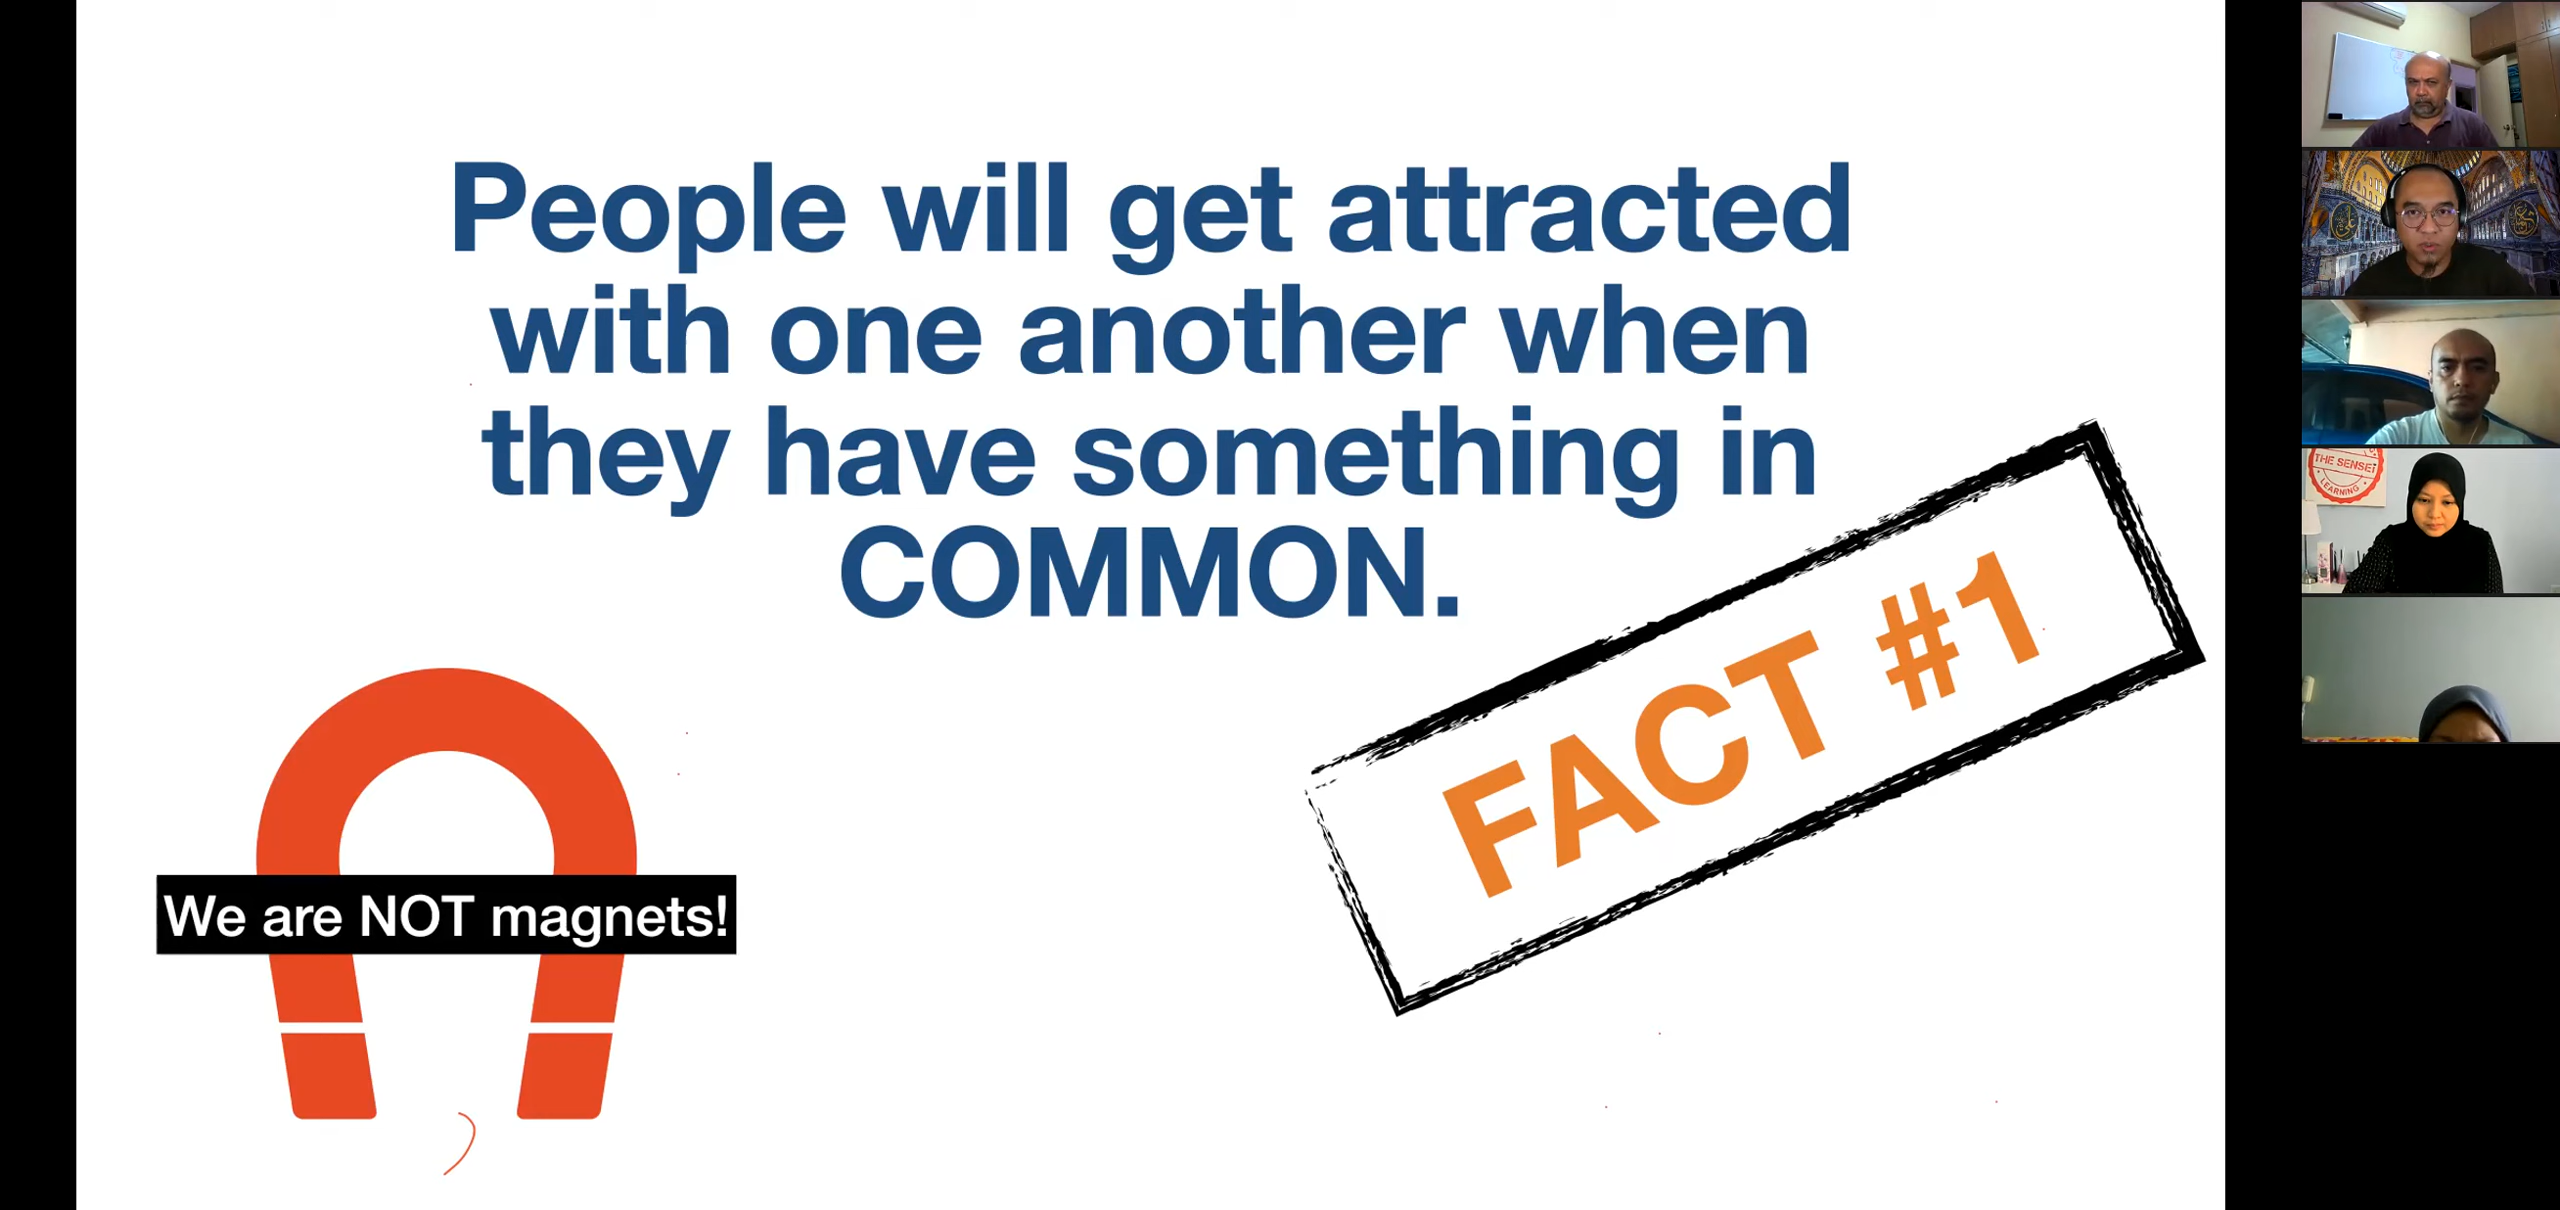 People will get attracted
with one another when
they have something in
COMMON.
FACT #1
We are NOT magnets!
THE SENSEI
LEARNING